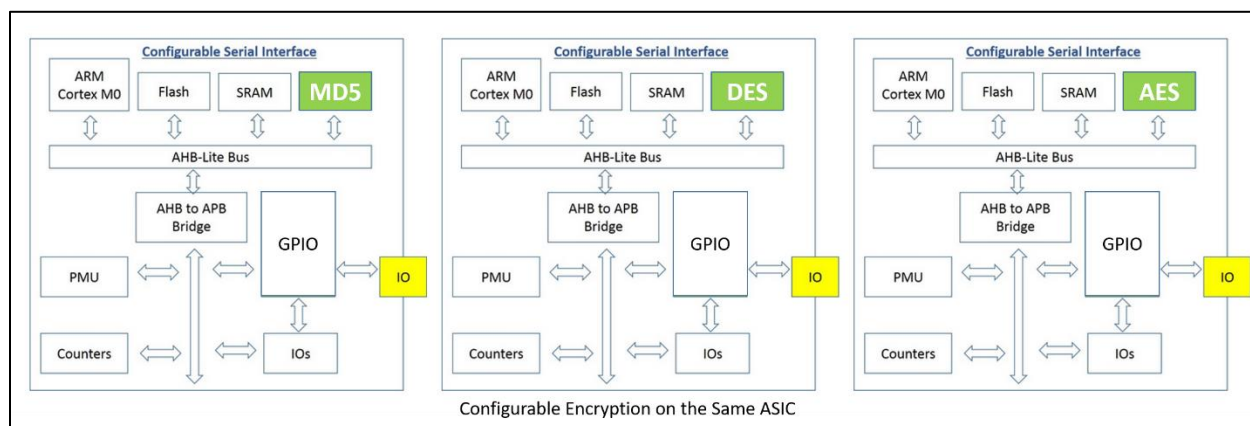 Configurable Serial Interface
ARM
Cortex M0
Flash
SRAM
MD5
AHB-Lite Bus
AHB to APB
Bridge
GPIO
PMU
IO
Counters
IOs
Configurable Serial Interface
ARM
Cortex M0
Flash
SRAM
DES
AHB-Lite Bus
AHB to APB
Bridge
GPIO
PMU
IO
Counters
IOs
Configurable Serial Interface
ARM
Cortex M0
Flash
SRAM
AES
AHB-Lite Bus
AHB to APB
Bridge
GPIO
PMU
IO
Counters
IOs
Configurable Encryption on the Same ASIC